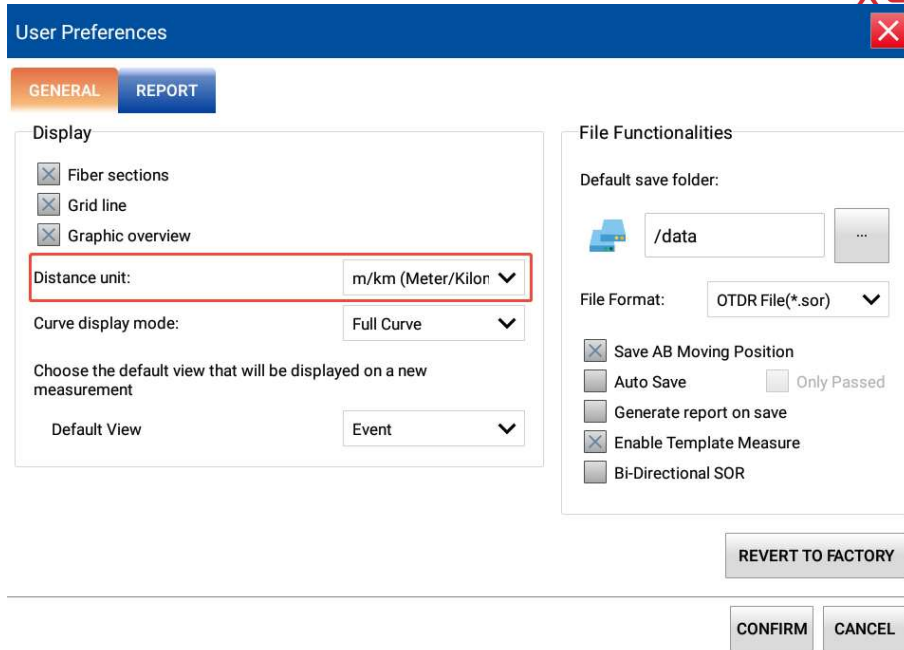 User Preferences
GENERAL
REPORT
Display
Fiber sections
Grid line
Graphic overview
Distance unit:
m/km (Meter/Kilon
Curve display mode:
Full Curve
Choose the default view that will be displayed on a new
measurement
Default View
Event
File Functionalities
Default save folder:
/data
...
File Format:
OTDR File(*.sor)
Save AB Moving Position
Auto Save
Only Passed
Generate report on save
Enable Template Measure
Bi-Directional SOR
REVERT TO FACTORY
CONFIRM
CANCEL